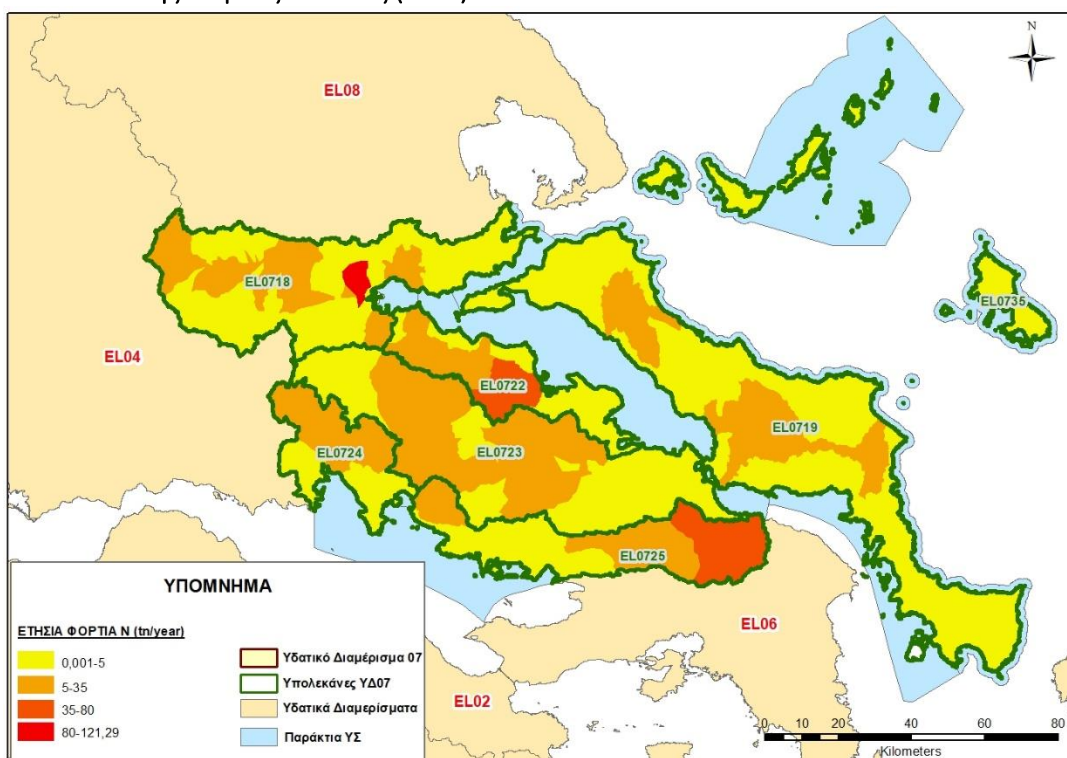 EL08
EL0718
EL0735
EL04
EL0722
EL0719
EL0723
EL0724
EL0725
EL06
EL02
ΥΠΟΜΝΗΜΑ
ΕΤΗΣΙΑ ΦΟΡΤΙΑ Ν (tn/year)
0,001-5
5-35
35-80
80-121,29
Υδατικό Διαμέρισμα 07
Υπολεκάνες ΥΔ07
Υδατικά Διαμερίσματα
Παράκτια ΥΣ
0 5 10 20 40 60 80
Kilometers